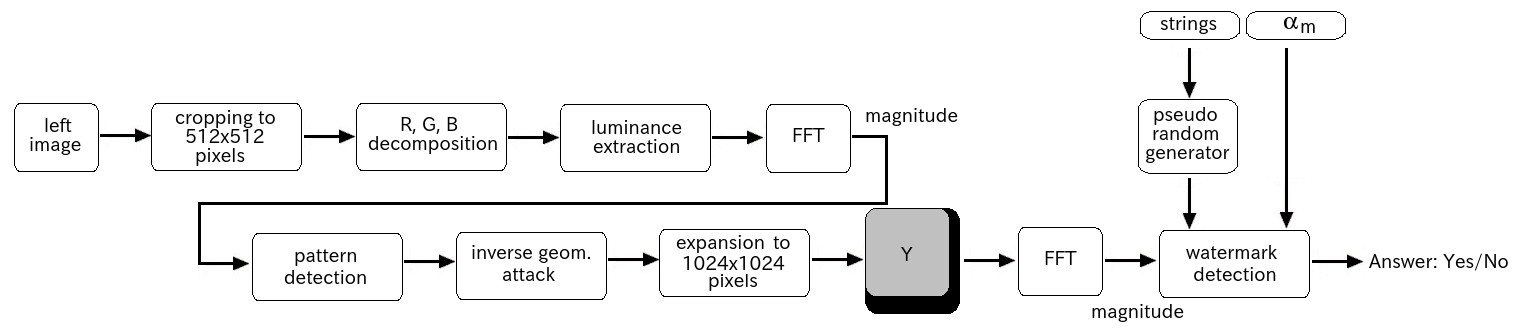 strings
αm
left
image
cropping to
512x512
pixels
R, G, B
decomposition
luminance
extraction
FFT
magnitude
pseudo
random
generator
pattern
detection
inverse geom.
attack
expansion to
1024x1024
pixels
Y
FFT
magnitude
watermark
detection
Answer: Yes/No